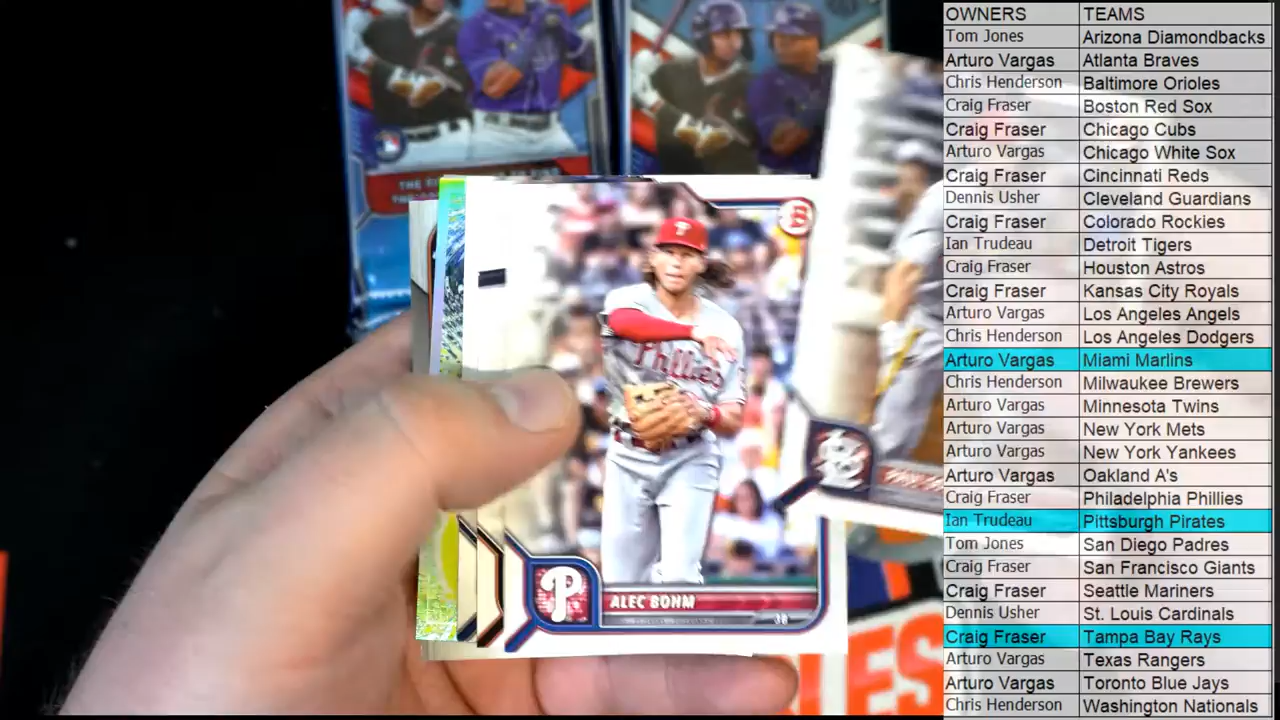 OWNERS TEAMS
Tom Jones Arizona Diamondbacks
Arturo Vargas Atlanta Braves
Chris Henderson Baltimore Orioles
Craig Fraser Boston Red Sox
Craig Fraser Chicago Cubs
Arturo Vargas Chicago White Sox
Craig Fraser Cincinnati Reds
Dennis Usher Cleveland Guardians
Craig Fraser Colorado Rockies
Ian Trudeau Detroit Tigers
Craig Fraser Houston Astros
Craig Fraser Kansas City Royals
Arturo Vargas Los Angeles Angels
Chris Henderson Los Angeles Dodgers
Arturo Vargas Miami Marlins
Chris Henderson Milwaukee Brewers
Arturo Vargas Minnesota Twins
Arturo Vargas New York Mets
Arturo Vargas New York Yankees
Arturo Vargas Oakland A's
Craig Fraser Philadelphia Phillies
Ian Trudeau Pittsburgh Pirates
Tom Jones San Diego Padres
Craig Fraser San Francisco Giants
Craig Fraser Seattle Mariners
Dennis Usher St. Louis Cardinals
Craig Fraser Tampa Bay Rays
Arturo Vargas Texas Rangers
Arturo Vargas Toronto Blue Jays
Chris Henderson Washington Nationals
THE
P
B
Phillies
P
ALEC BOHM
3B
LES